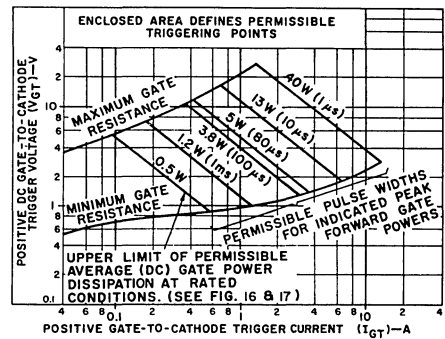 ENCLOSED AREA DEFINES PERMISSIBLE
TRIGGERING POINTS
POSITIVE DC GATE-TO-CATHODE
TRIGGER VOLTAGE (VGT)—V
4
2
10
8
6
4
2
1
8
6
4
2
0.1
MAXIMUM GATE
RESISTANCE
40W (1μs)
13W (10μs)
5W (80μs)
3.8W (100μs)
1.2W (1ms)
0.5W
MINIMUM GATE
RESISTANCE
PERMISSIBLE PULSE WIDTHS
FOR INDICATED PEAK
FORWARD GATE
POWERS.
UPPER LIMIT OF PERMISSIBLE
AVERAGE (DC) GATE POWER
DISSIPATION AT RATED
CONDITIONS. (SEE FIG. 16 & 17)
4 6 8 0.1 2 4 6 8 1 2 4 6 8 10 2 4
POSITIVE GATE-TO-CATHODE TRIGGER CURRENT (IGT)—A